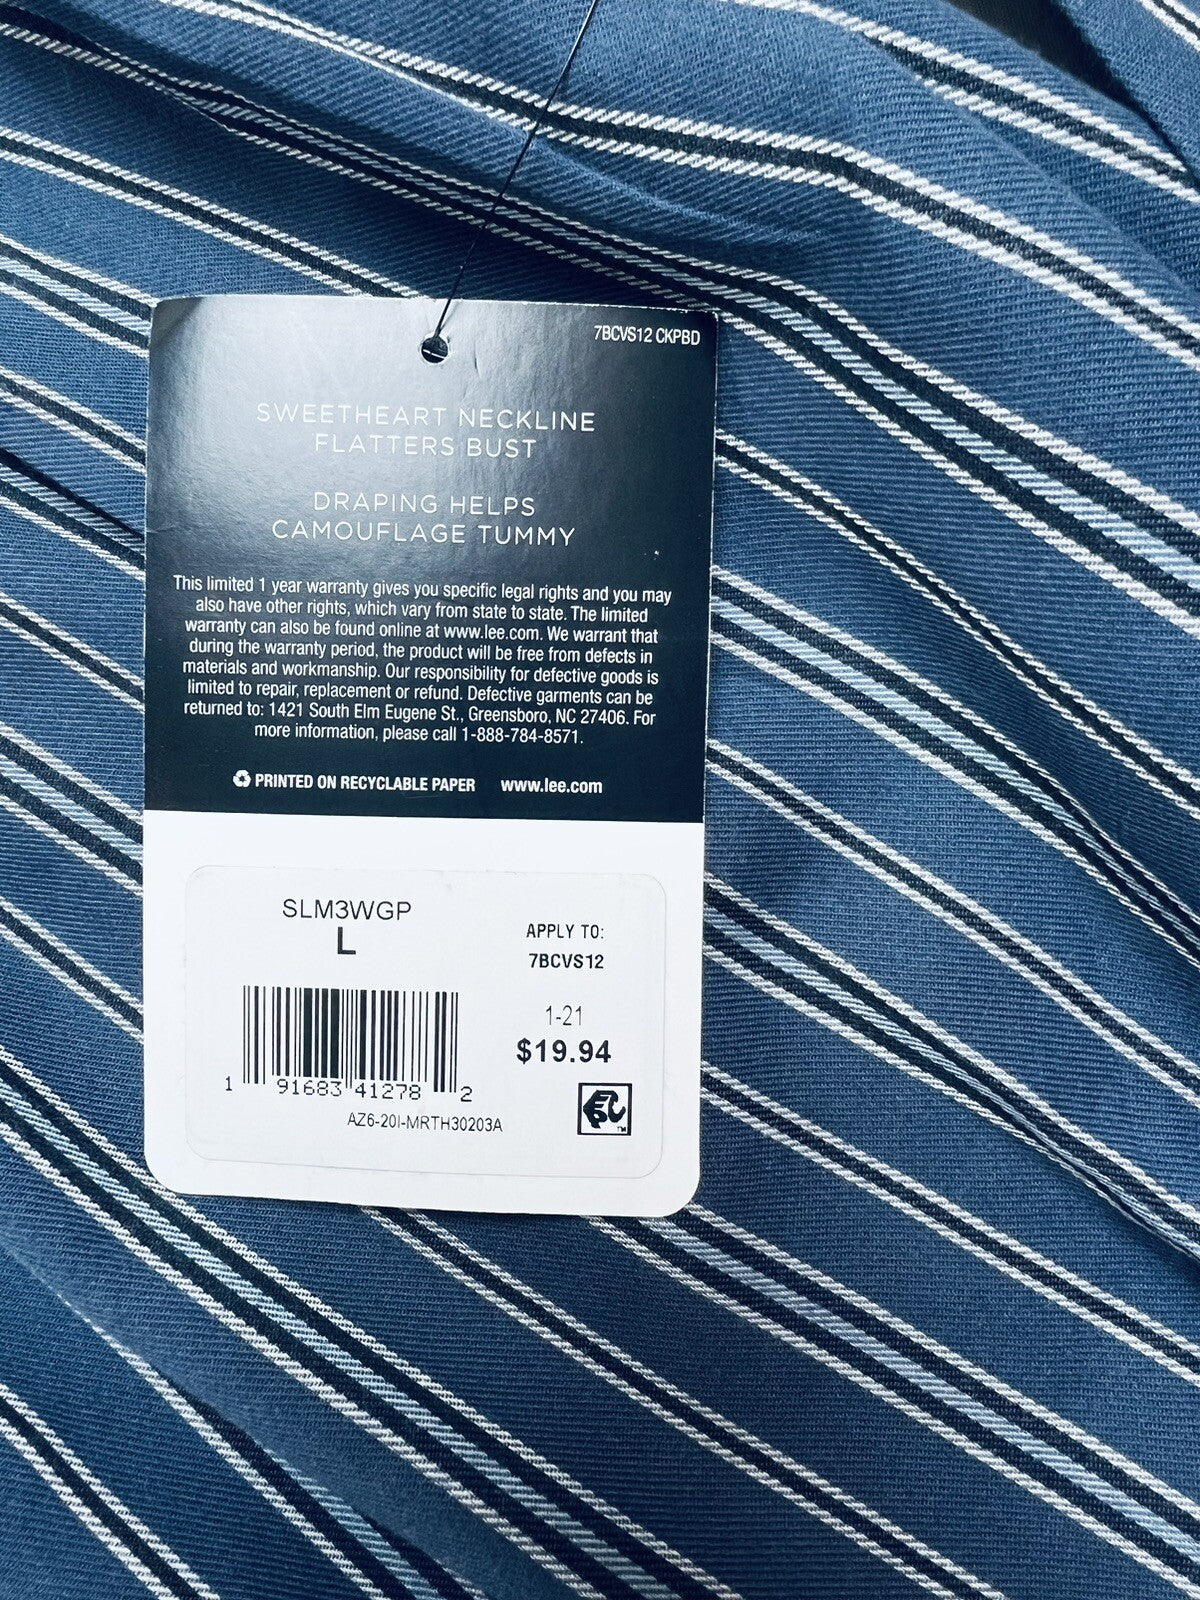 7BCVS12 CKPBD
SWEETHEART NECKLINE
FLATTERS BUST
DRAPING HELPS
CAMOUFLAGE TUMMY
This limited 1 year warranty gives you specific legal rights and you may
also have other rights, which vary from state to state. The limited
warranty can also be found online at www.lee.com. We warrant that
during the warranty period, the product will be free from defects in
materials and workmanship. Our responsibility for defective goods is
limited to repair, replacement or refund. Defective garments can be
returned to: 1421 South Elm Eugene St., Greensboro, NC 27406. For
more information, please call 1-888-784-8571.
PRINTED ON RECYCLABLE PAPER www.lee.com
SLM3WGP
L
APPLY TO:
7BCVS12
1-21
$19.94
1 91683 41278 2
AZ6-20I-MRTH30203A
TM